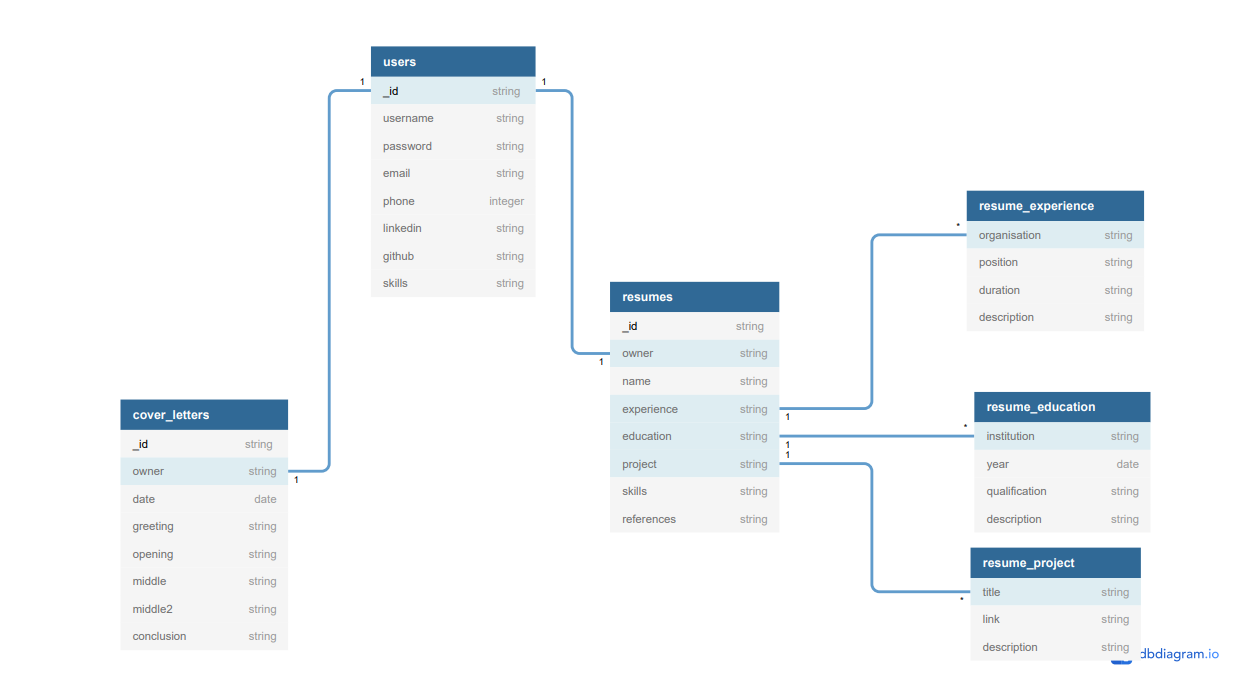 users
1
1
_id string
username string
password string
email string
phone integer
linkedin string
github string
skills string
resume_experience
*
organisation string
position string
duration string
description string
resumes
_id string
owner string
1
name string
experience string
1
education string
1
project string
1
skills string
references string
resume_education
*
institution string
year date
qualification string
description string
cover_letters
_id string
owner string
1
date date
greeting string
opening string
middle string
middle2 string
conclusion string
resume_project
title string
*
link string
description string
dbdiagram.io